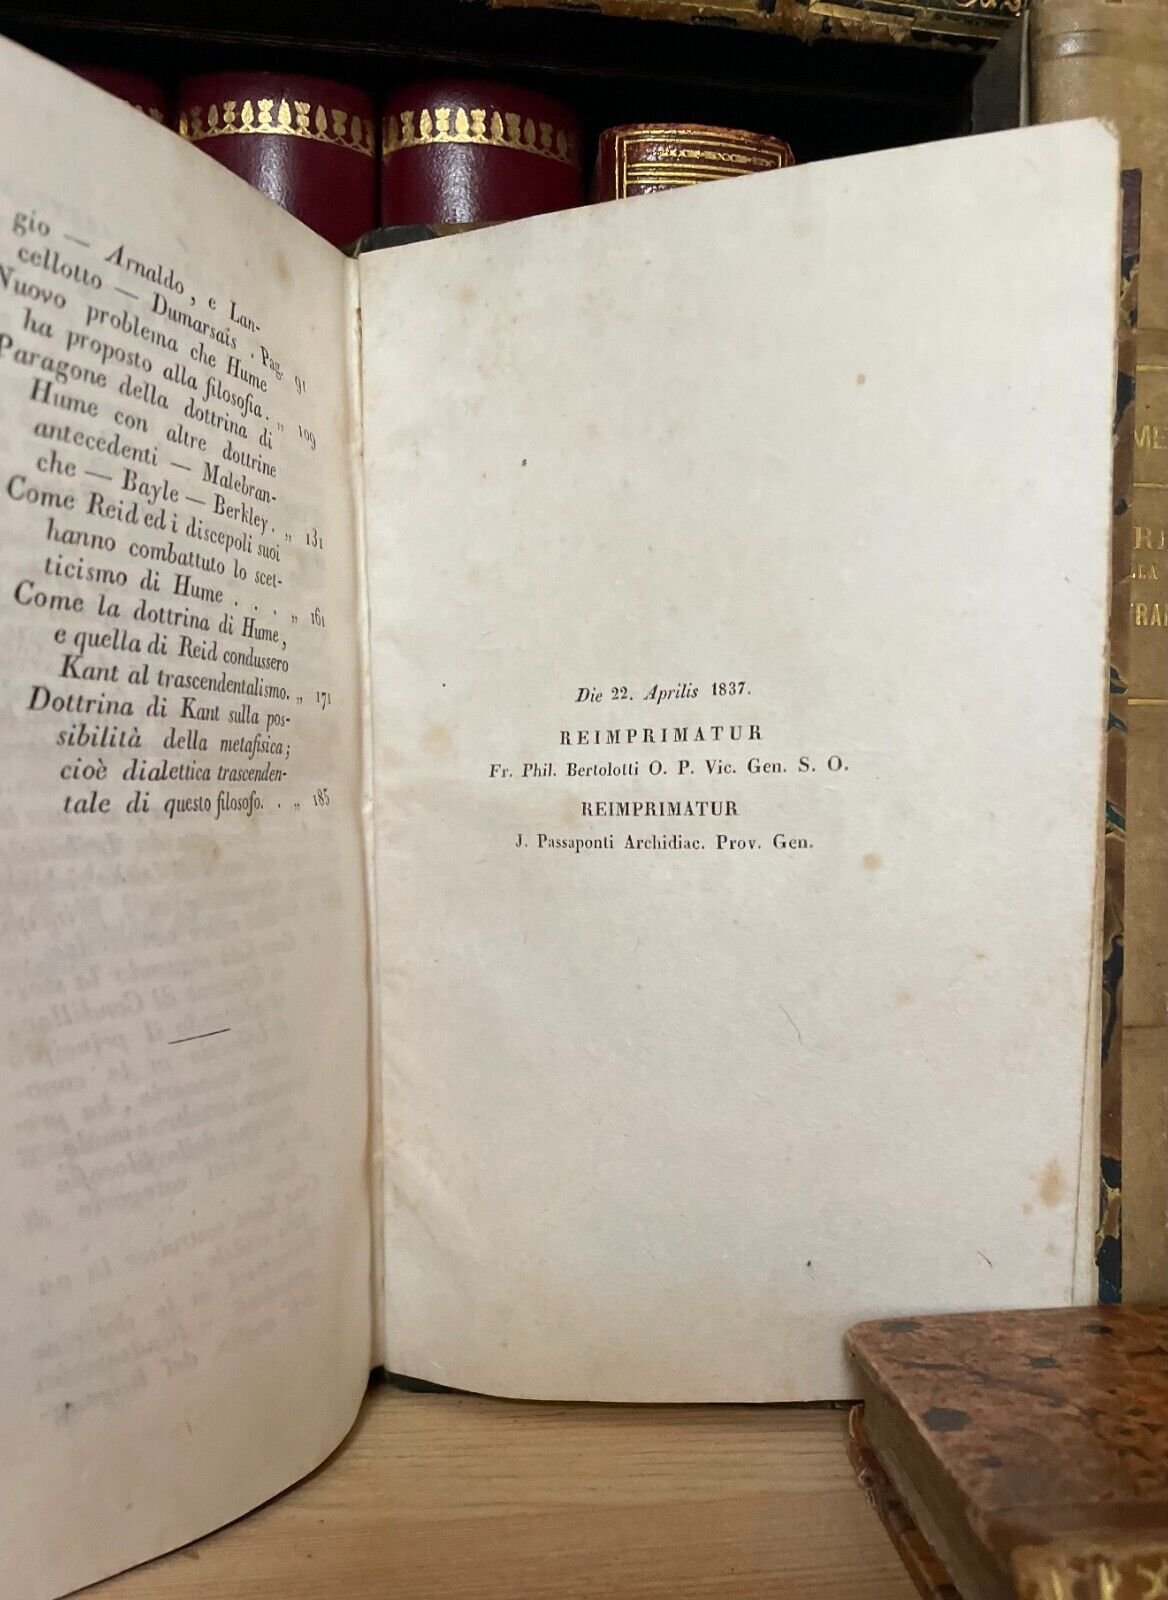 gio — Arnaldo, e Lan-
cellotto — Dumarsais . Pag. 91
Nuovo problema che Hume
ha proposto alla filosofia. „ 109
Paragone della dottrina di
Hume con altre dottrine
antecedenti — Malebran-
che — Bayle — Berkley. „ 131
Come Reid ed i discepoli suoi
hanno combattuto lo scet-
ticismo di Hume . . . „ 161
Come la dottrina di Hume,
e quella di Reid condussero
Kant al trascendentalismo. „ 171
Dottrina di Kant sulla pos-
sibilità della metafisica;
cioè dialettica trascenden-
tale di questo filosofo. . „ 185
Die 22. Aprilis 1837.
REIMPRIMATUR
Fr. Phil. Bertolotti O. P. Vic. Gen. S. O.
REIMPRIMATUR
J. Passaponti Archidiac. Prov. Gen.